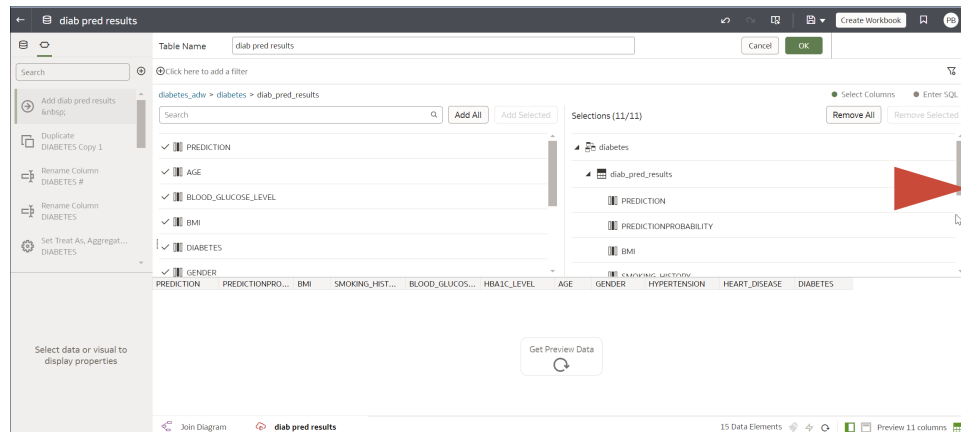 diab pred results
Create Workbook
PB
Table Name
diab pred results
Cancel
OK
Search
Click here to add a filter
Add diab pred results
&nbsp;
Duplicate
DIABETES Copy 1
Rename Column
DIABETES #
Rename Column
DIABETES
Set Treat As, Aggregat...
DIABETES
diabetes_adw > diabetes > diab_pred_results
Select Columns
Enter SQL
Search
Add All
Add Selected
Selections (11/11)
Remove All
Remove Selected
PREDICTION
AGE
BLOOD_GLUCOSE_LEVEL
BMI
DIABETES
GENDER
diabetes
diab_pred_results
PREDICTION
PREDICTIONPROBABILITY
BMI
SMOKING_HISTORY
PREDICTION PREDICTIONPRO... BMI SMOKING_HIST... BLOOD_GLUCOS... HBA1C_LEVEL AGE GENDER HYPERTENSION HEART_DISEASE DIABETES
Get Preview Data
Select data or visual to
display properties
Join Diagram
diab pred results
15 Data Elements
Preview 11 columns